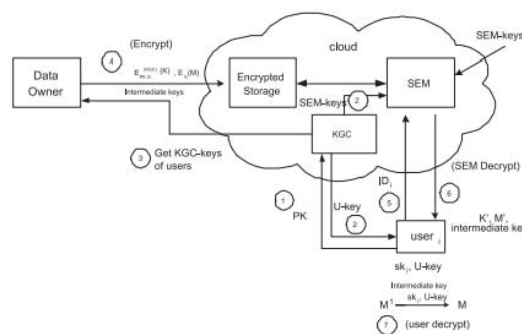 (Encrypt)
4
cloud
SEM-keys
Data
Owner
(K) , E (M)
Intermediate keys
Encrypted
Storage
SEM
SEM-keys
2
KGC
3
Get KGC-keys
of users
(SEM Decrypt)
1
PK
U-key
2
ID i
5
6
K', M',
intermediate key
user i
sk i, U-key
Intermediate key
M' sk i, U-key M
7
(user decrypt)